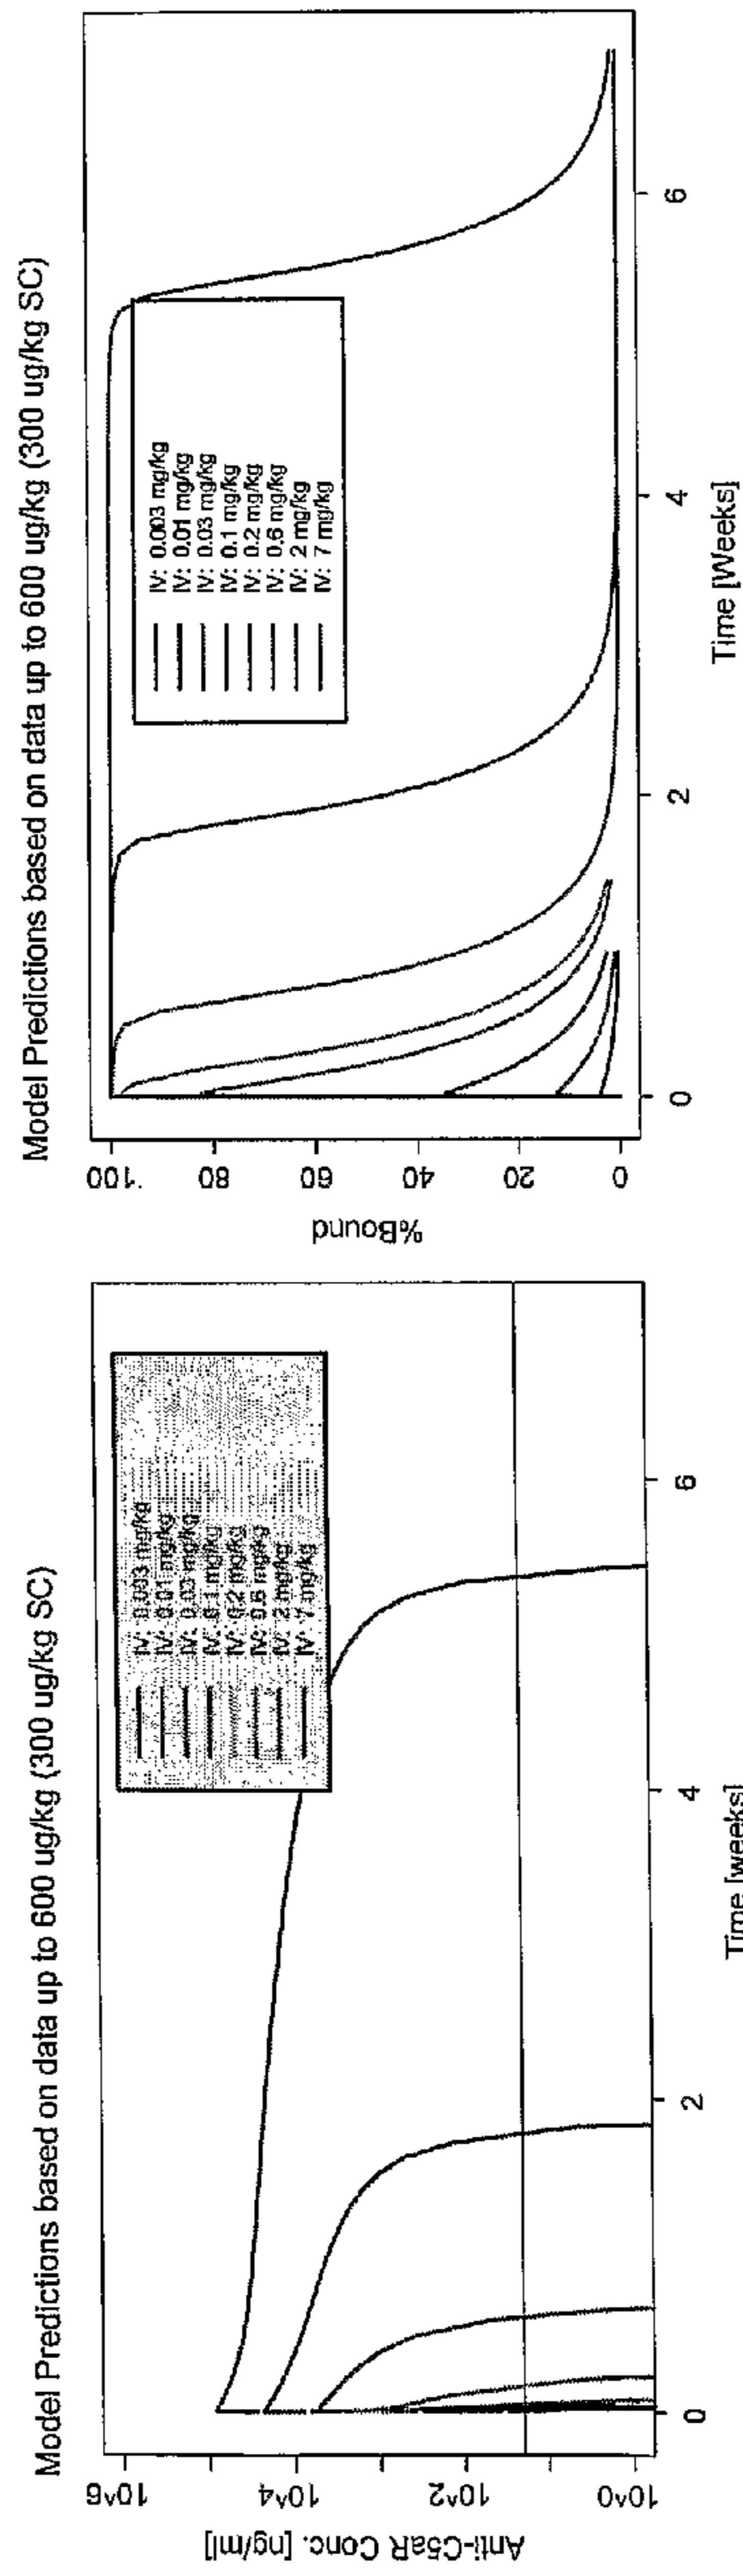 Model Predictions based on data up to 600 ug/kg (300 ug/kg SC)
Anti-C5aR Conc. [ng/ml]
10^6
10^4
10^2
10^0
IV: 0.003 mg/kg
IV: 0.01 mg/kg
IV: 0.03 mg/kg
IV: 0.1 mg/kg
IV: 0.2 mg/kg
IV: 0.6 mg/kg
IV: 2 mg/kg
IV: 7 mg/kg
0
2
4
6
Time [weeks]
Model Predictions based on data up to 600 ug/kg (300 ug/kg SC)
%Bound
100
80
60
40
20
0
IV: 0.003 mg/kg
IV: 0.01 mg/kg
IV: 0.03 mg/kg
IV: 0.1 mg/kg
IV: 0.2 mg/kg
IV: 0.6 mg/kg
IV: 2 mg/kg
IV: 7 mg/kg
0
2
4
6
Time [Weeks]